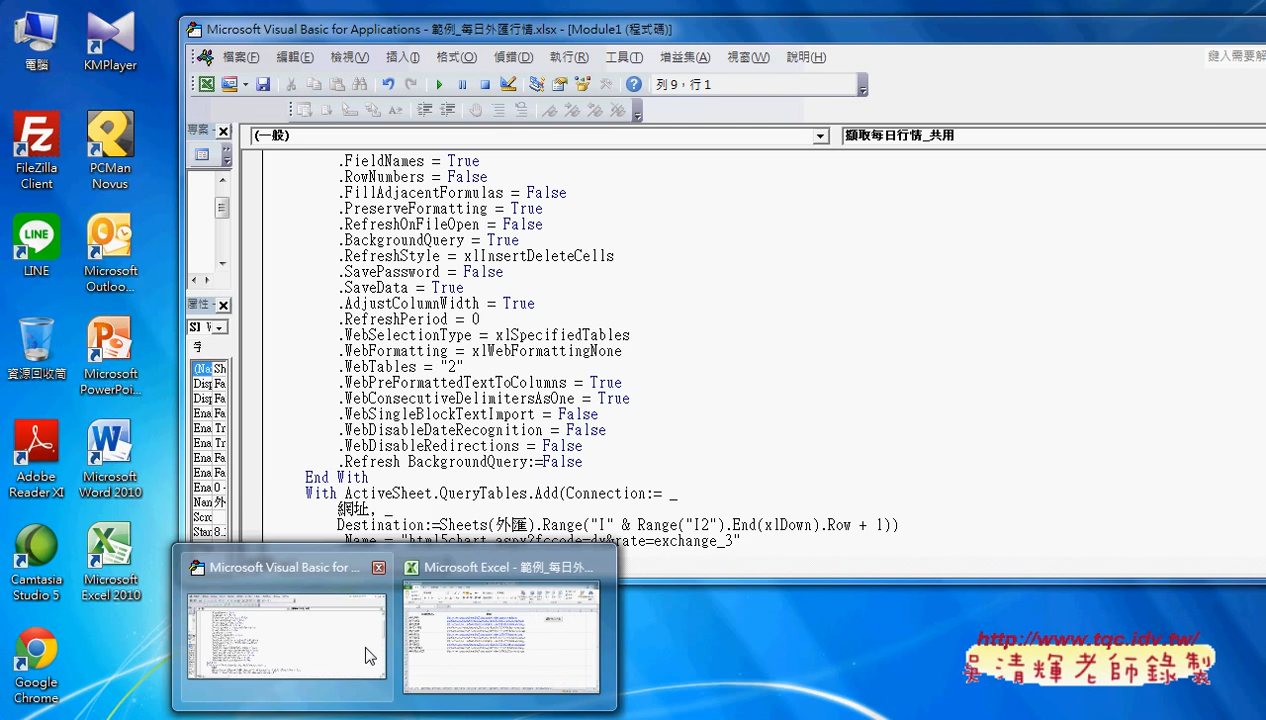 Microsoft Visual Basic for Applications - 範例_每日外匯行情.xlsx - [Module1 (程式碼)]
檔案(F) 編輯(E) 檢視(V) 插入(I) 格式(O) 偵錯(D) 執行(R) 工具(T) 增益集(A) 視窗(W) 說明(H)
鍵入需要解
列 9，行 1
專案 -
(一般)
擷取每日行情_共用
.FieldNames = True
.RowNumbers = False
.FillAdjacentFormulas = False
.PreserveFormatting = True
.RefreshOnFileOpen = False
.BackgroundQuery = True
.RefreshStyle = xlInsertDeleteCells
.SavePassword = False
.SaveData = True
.AdjustColumnWidth = True
.RefreshPeriod = 0
.WebSelectionType = xlSpecifiedTables
.WebFormatting = xlWebFormattingNone
.WebTables = "2"
.WebPreFormattedTextToColumns = True
.WebConsecutiveDelimitersAsOne = True
.WebSingleBlockTextImport = False
.WebDisableDateRecognition = False
.WebDisableRedirections = False
.Refresh BackgroundQuery:=False
End With
With ActiveSheet.QueryTables.Add(Connection:= _
網址, _
Destination:=Sheets(外匯).Range("I" & Range("I2").End(xlDown).Row + 1))
.Name = "html5chart.aspx?fccode=dx&rate=exchange_3"
屬性 -
電腦
KMPlayer
FileZilla
Client
PCMan
Novus
LINE
Microsoft
Outloo...
資源回收筒
Microsoft
PowerPoi...
Adobe
Reader XI
Microsoft
Word 2010
Camtasia
Studio 5
Microsoft
Excel 2010
Google
Chrome
Microsoft Visual Basic for ...
Microsoft Excel - 範例_每日外...
http://www.tqc.idv.tw/
吳清輝老師錄製